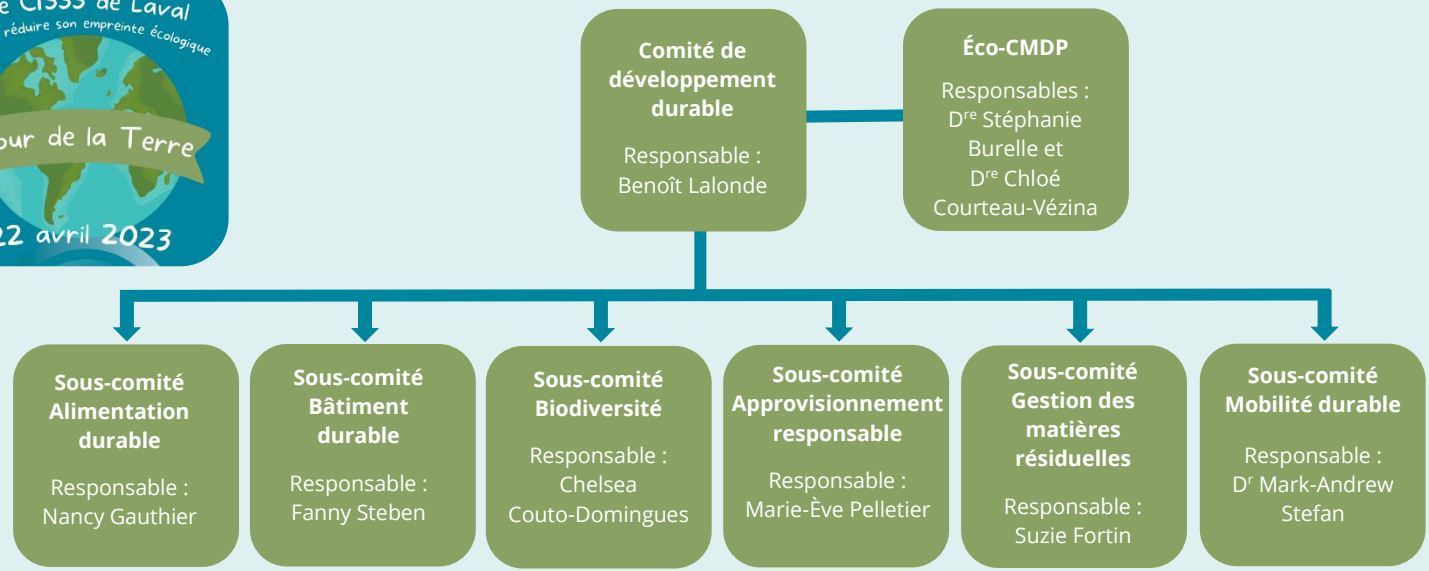 CISSS de Laval
réduire son empreinte écologique
de la Terre
22 avril 2023
Comité de
développement
durable
Responsable :
Benoît Lalonde
Éco-CMDP
Responsables :
Dre Stéphanie
Burelle et
Dre Chloé
Courteau-Vézina
Sous-comité
Alimentation
durable
Responsable :
Nancy Gauthier
Sous-comité
Bâtiment
durable
Responsable :
Fanny Steben
Sous-comité
Biodiversité
Responsable :
Chelsea
Couto-Domingues
Sous-comité
Approvisionnement
responsable
Responsable :
Marie-Ève Pelletier
Sous-comité
Gestion des
matières
résiduelles
Responsable :
Suzie Fortin
Sous-comité
Mobilité durable
Responsable :
Dr Mark-Andrew
Stefan